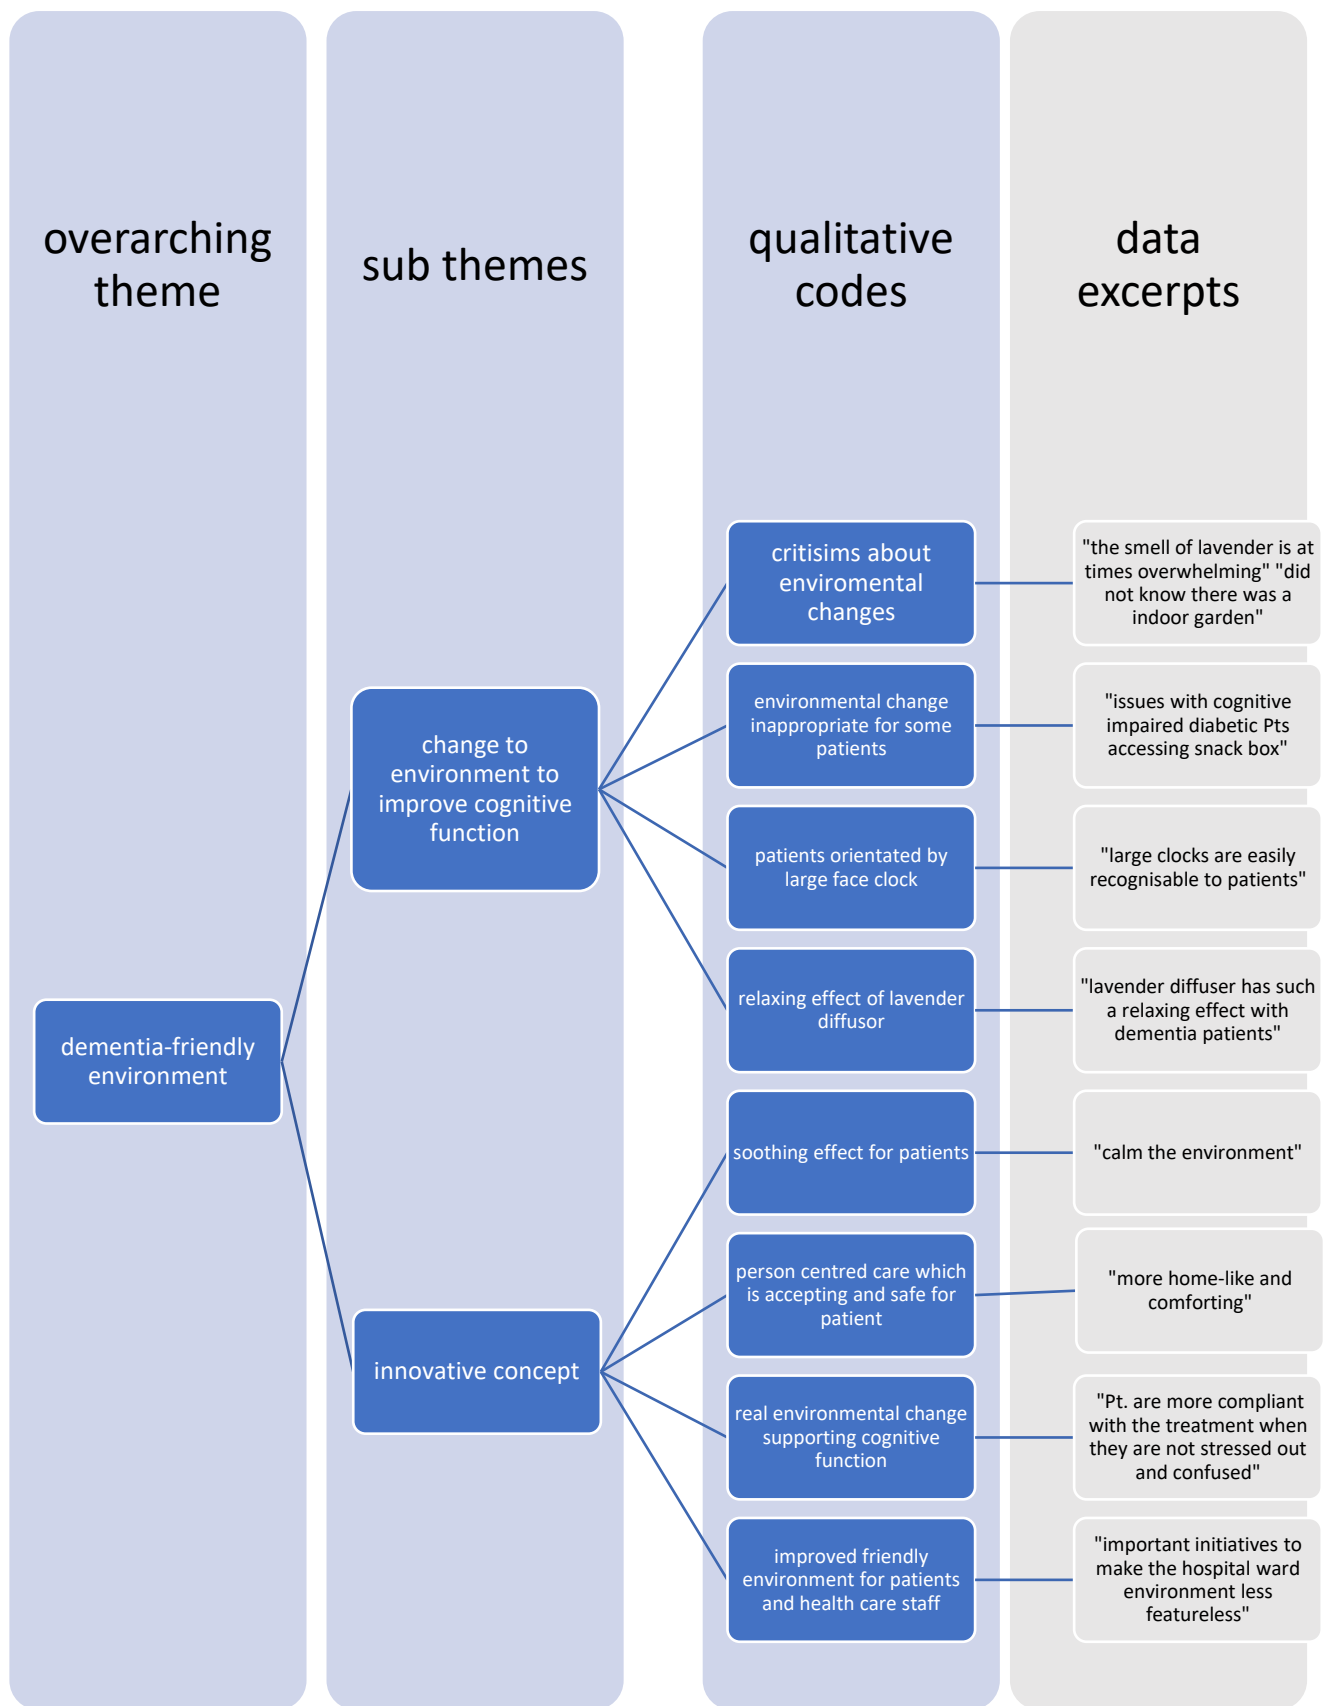 overarching
theme
sub themes
qualitative
codes
data
excerpts
dementia-friendly
environment
change to
environment to
improve cognitive
function
critisims about
enviromental
changes
"the smell of lavender is at
times overwhelming" "did
not know there was a
indoor garden"
environmental change
inappropriate for some
patients
"issues with cognitive
impaired diabetic Pts
accessing snack box"
patients orientated by
large face clock
"large clocks are easily
recognisable to patients"
relaxing effect of lavender
diffusor
"lavender diffuser has such
a relaxing effect with
dementia patients"
innovative concept
soothing effect for patients
"calm the environment"
person centred care which
is accepting and safe for
patient
"more home-like and
comforting"
real environmental change
supporting cognitive
function
"Pt. are more compliant
with the treatment when
they are not stressed out
and confused"
improved friendly
environment for patients
and health care staff
"important initiatives to
make the hospital ward
environment less
featureless"